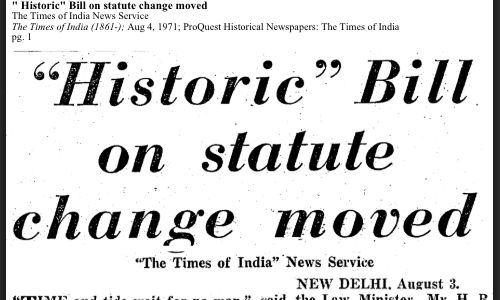 " Historic" Bill on statute change moved
The Times of India News Service
The Times of India (1861-); Aug 4, 1971; ProQuest Historical Newspapers: The Times of India
pg. 1
“Historic” Bill
on statute
change moved
“The Times of India” News Service
NEW DELHI, August 3.
“TIME and tide wait for no man,” said the Law Minister, Mr. H. R.